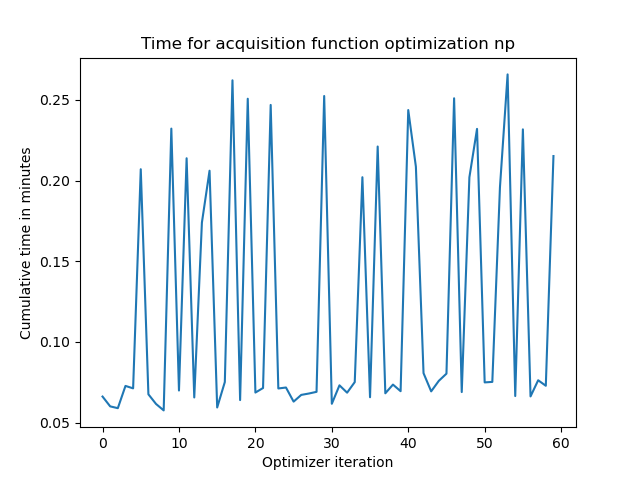 Time for acquisition function optimization np
Cumulative time in minutes
0.25
0.20
0.15
0.10
0.05
0 10 20 30 40 50 60
Optimizer iteration